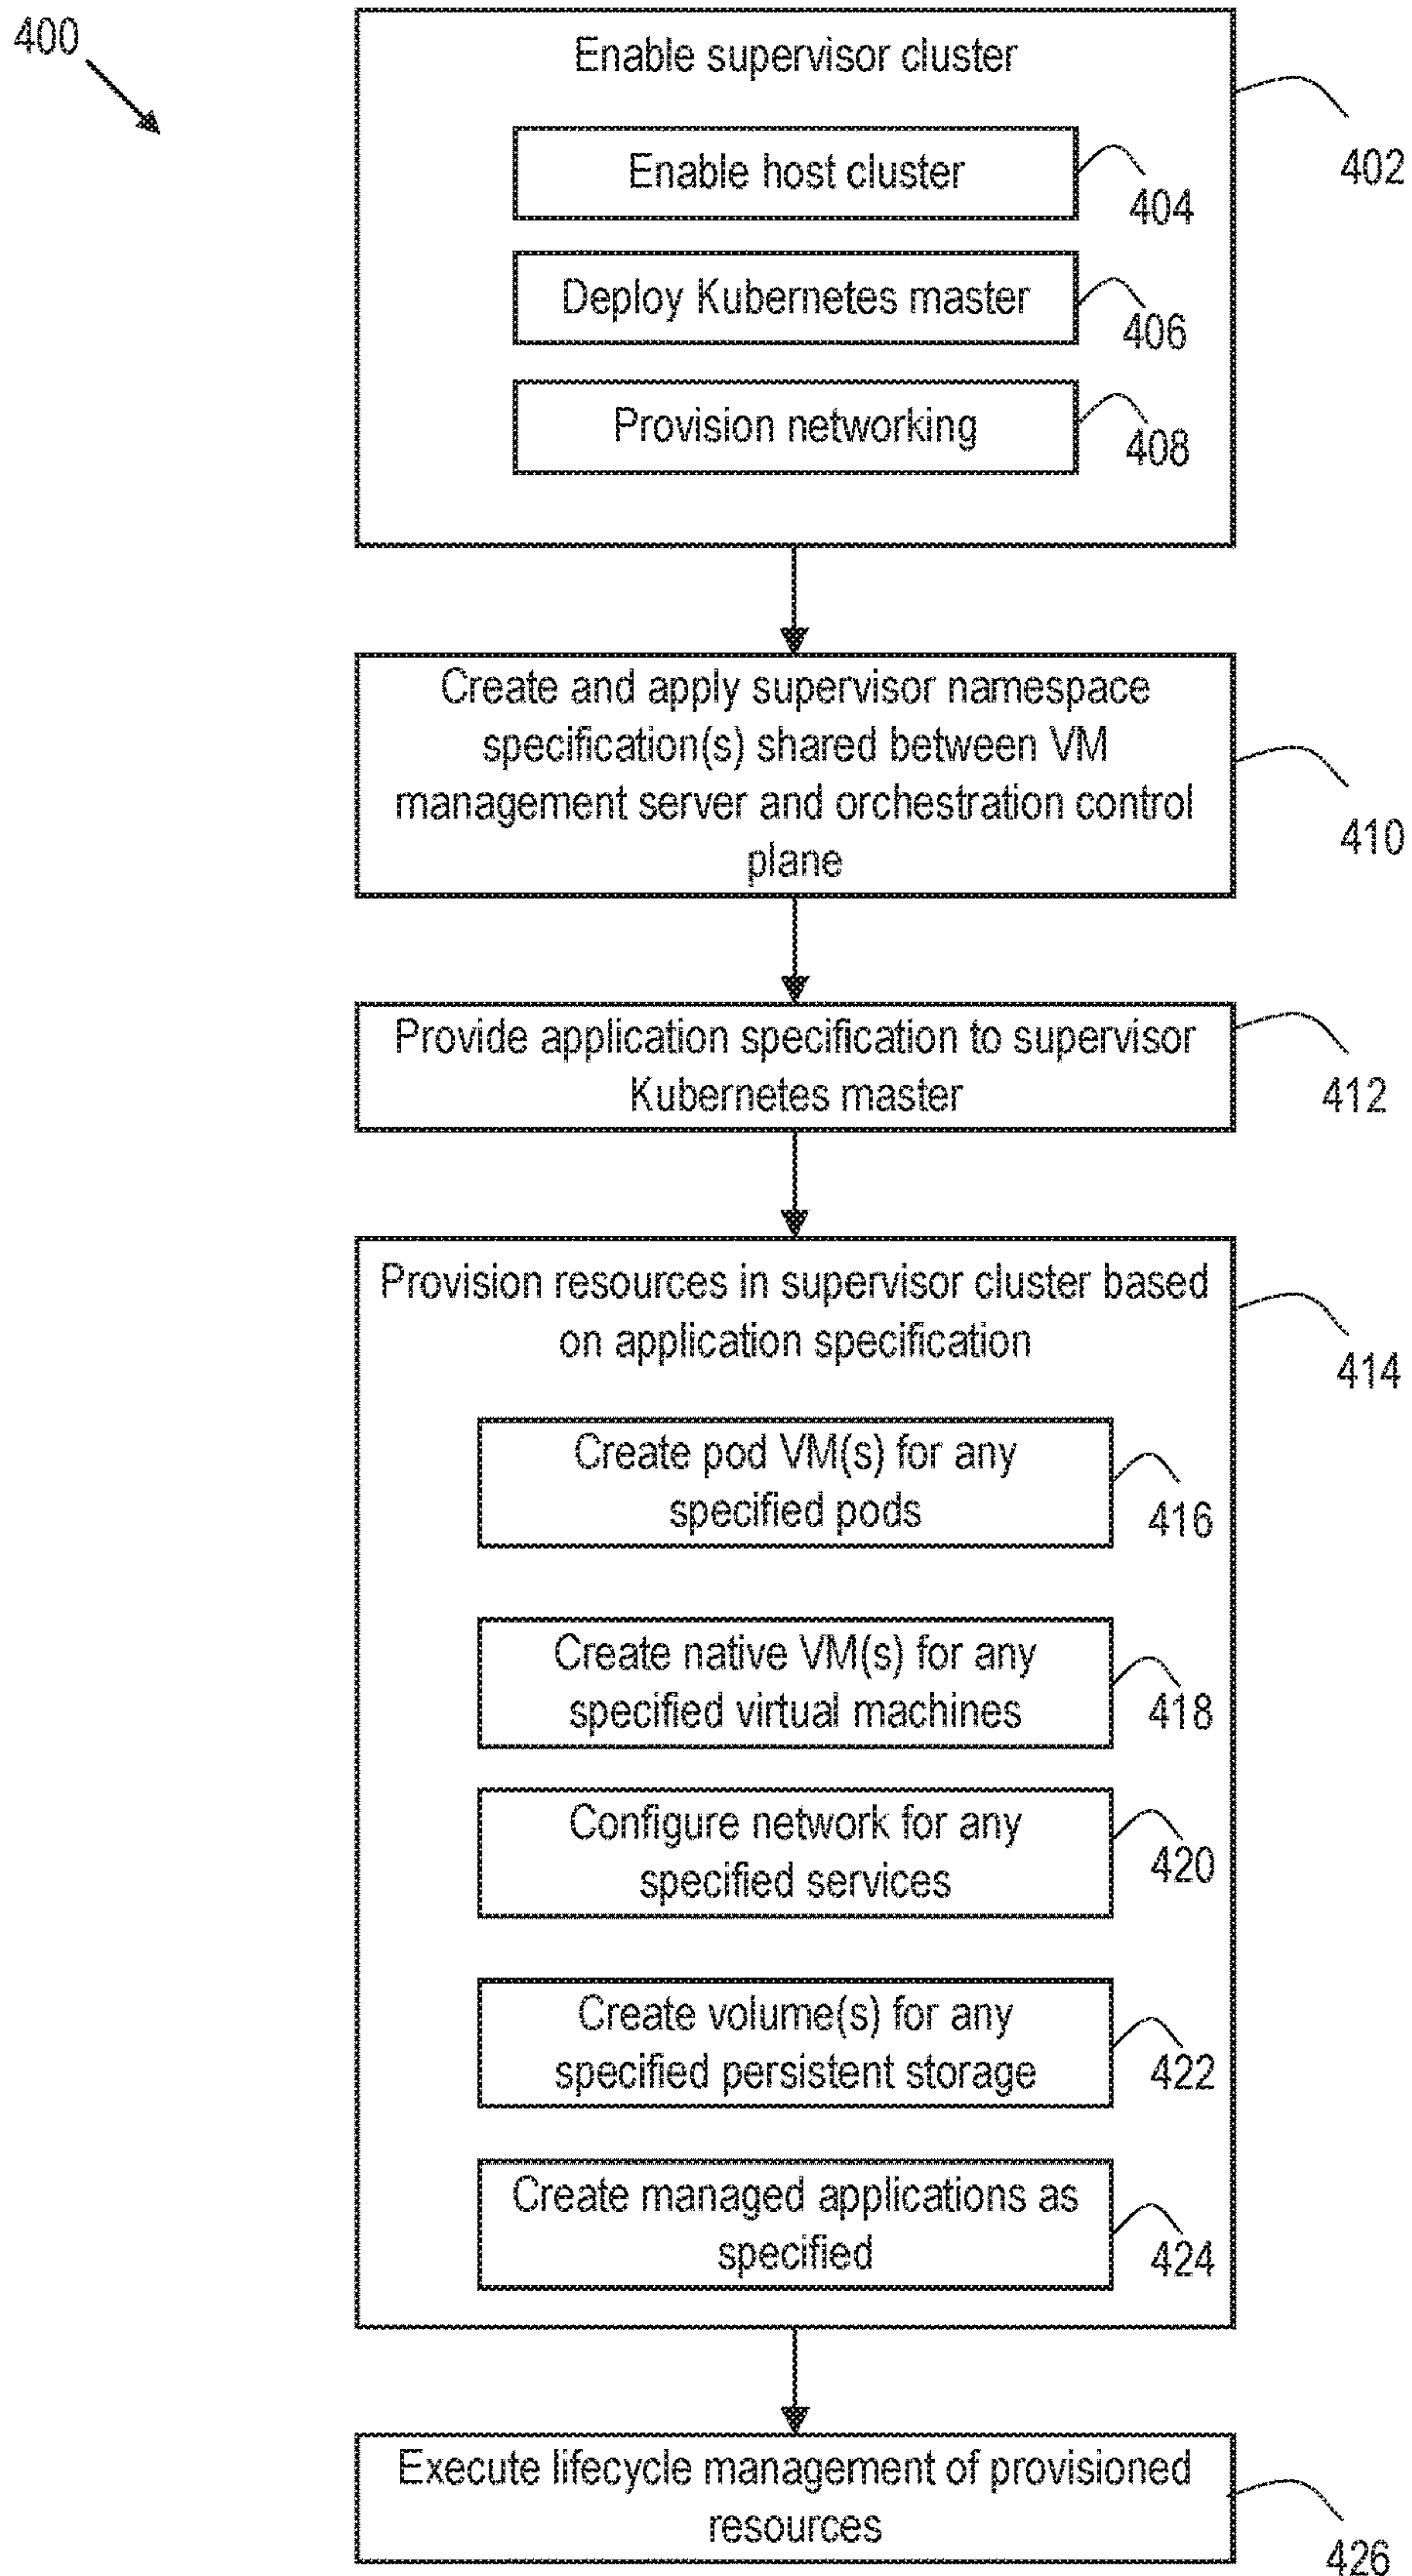 400
Enable supervisor cluster
402
Enable host cluster
404
Deploy Kubernetes master
406
Provision networking
408
Create and apply supervisor namespace
specification(s) shared between VM
management server and orchestration control
plane
410
Provide application specification to supervisor
Kubernetes master
412
Provision resources in supervisor cluster based
on application specification
414
Create pod VM(s) for any
specified pods
416
Create native VM(s) for any
specified virtual machines
418
Configure network for any
specified services
420
Create volume(s) for any
specified persistent storage
422
Create managed applications as
specified
424
Execute lifecycle management of provisioned
resources
426